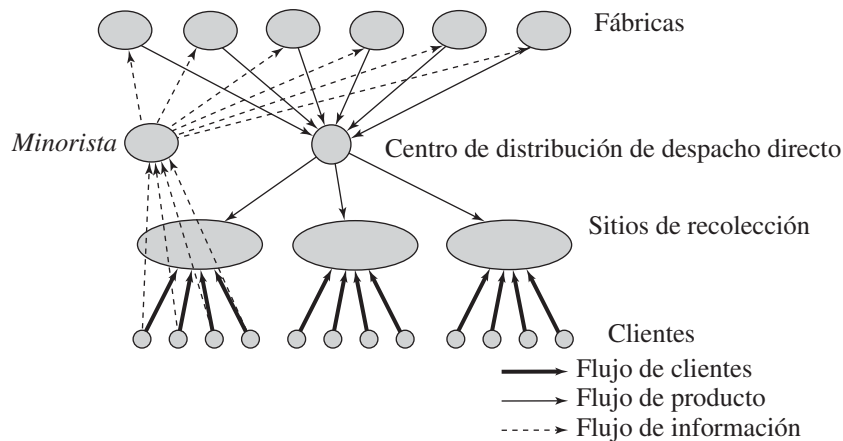 Fábricas
Minorista
Centro de distribución de despacho directo
Sitios de recolección
Clientes
Flujo de clientes
Flujo de producto
Flujo de información